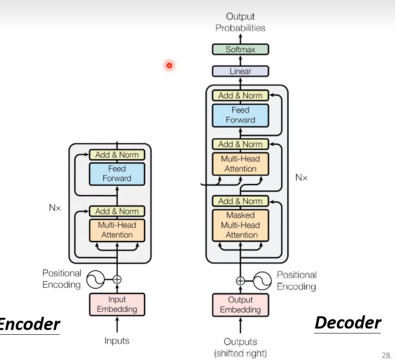 Output
Probabilities
Softmax
Linear
Add & Norm
Feed
Forward
Add & Norm
Multi-Head
Attention
Nx
Add & Norm
Masked
Multi-Head
Attention
Positional
Encoding
Output
Embedding
Outputs
(shifted right)
Decoder
Add & Norm
Feed
Forward
Nx
Add & Norm
Multi-Head
Attention
Positional
Encoding
Input
Embedding
Inputs
Encoder
28,